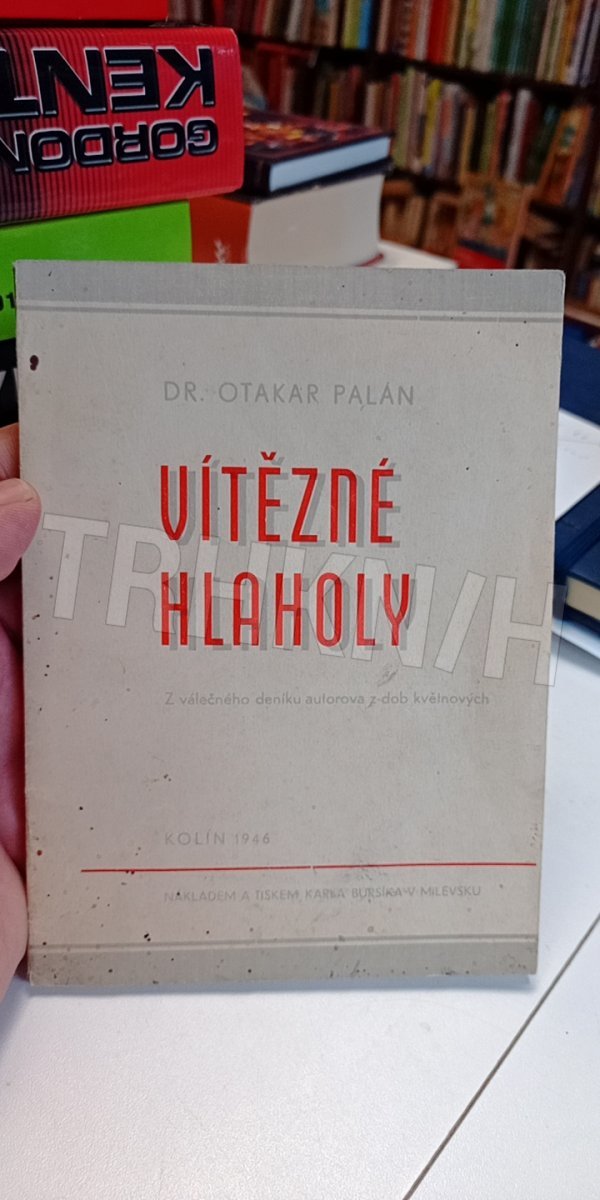 GORDON
KENT
DR. OTAKAR PALÁN
VÍTĚZNÉ
HLAHOLY
TRHKN/H
Z válečného deníku autorova z dob květnových
KOLÍN 1946
NÁKLADEM A TISKEM KARLA BURSÍKA V MILEVSKU